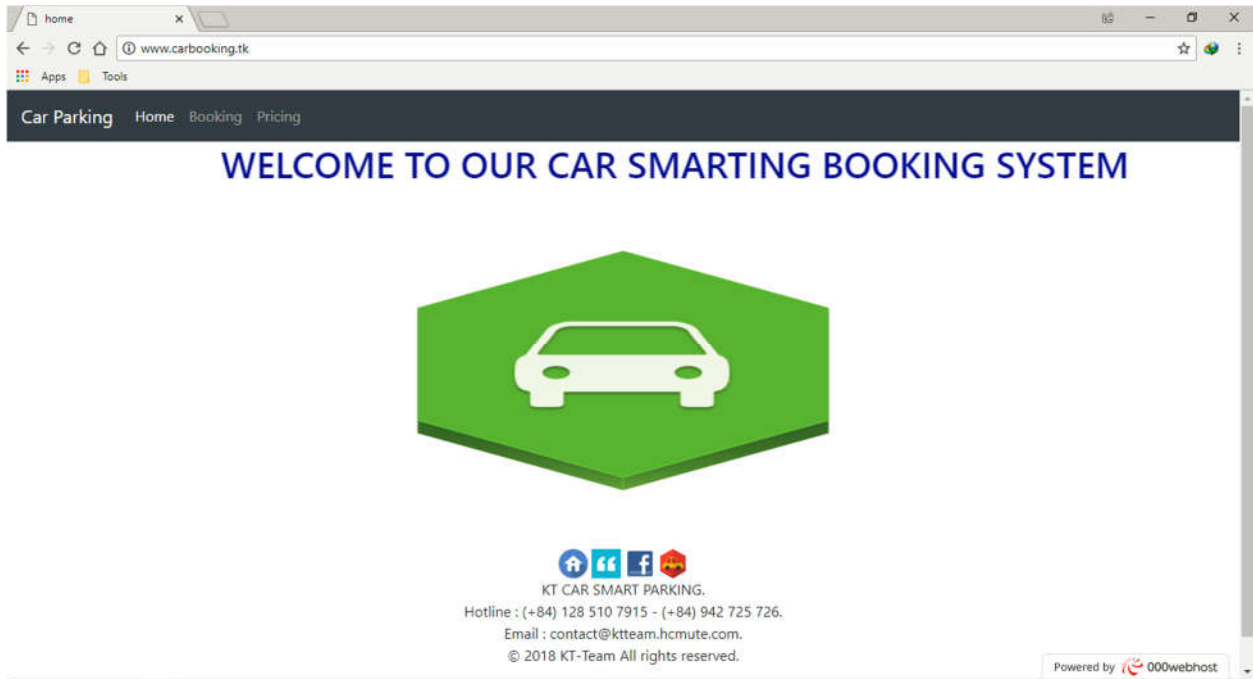 home
www.carbooking.tk
Apps Tools
Car Parking Home Booking Pricing
WELCOME TO OUR CAR SMARTING BOOKING SYSTEM
KT CAR SMART PARKING.
Hotline : (+84) 128 510 7915 - (+84) 942 725 726.
Email : contact@ktteam.hcmute.com.
© 2018 KT-Team All rights reserved.
Powered by 000webhost